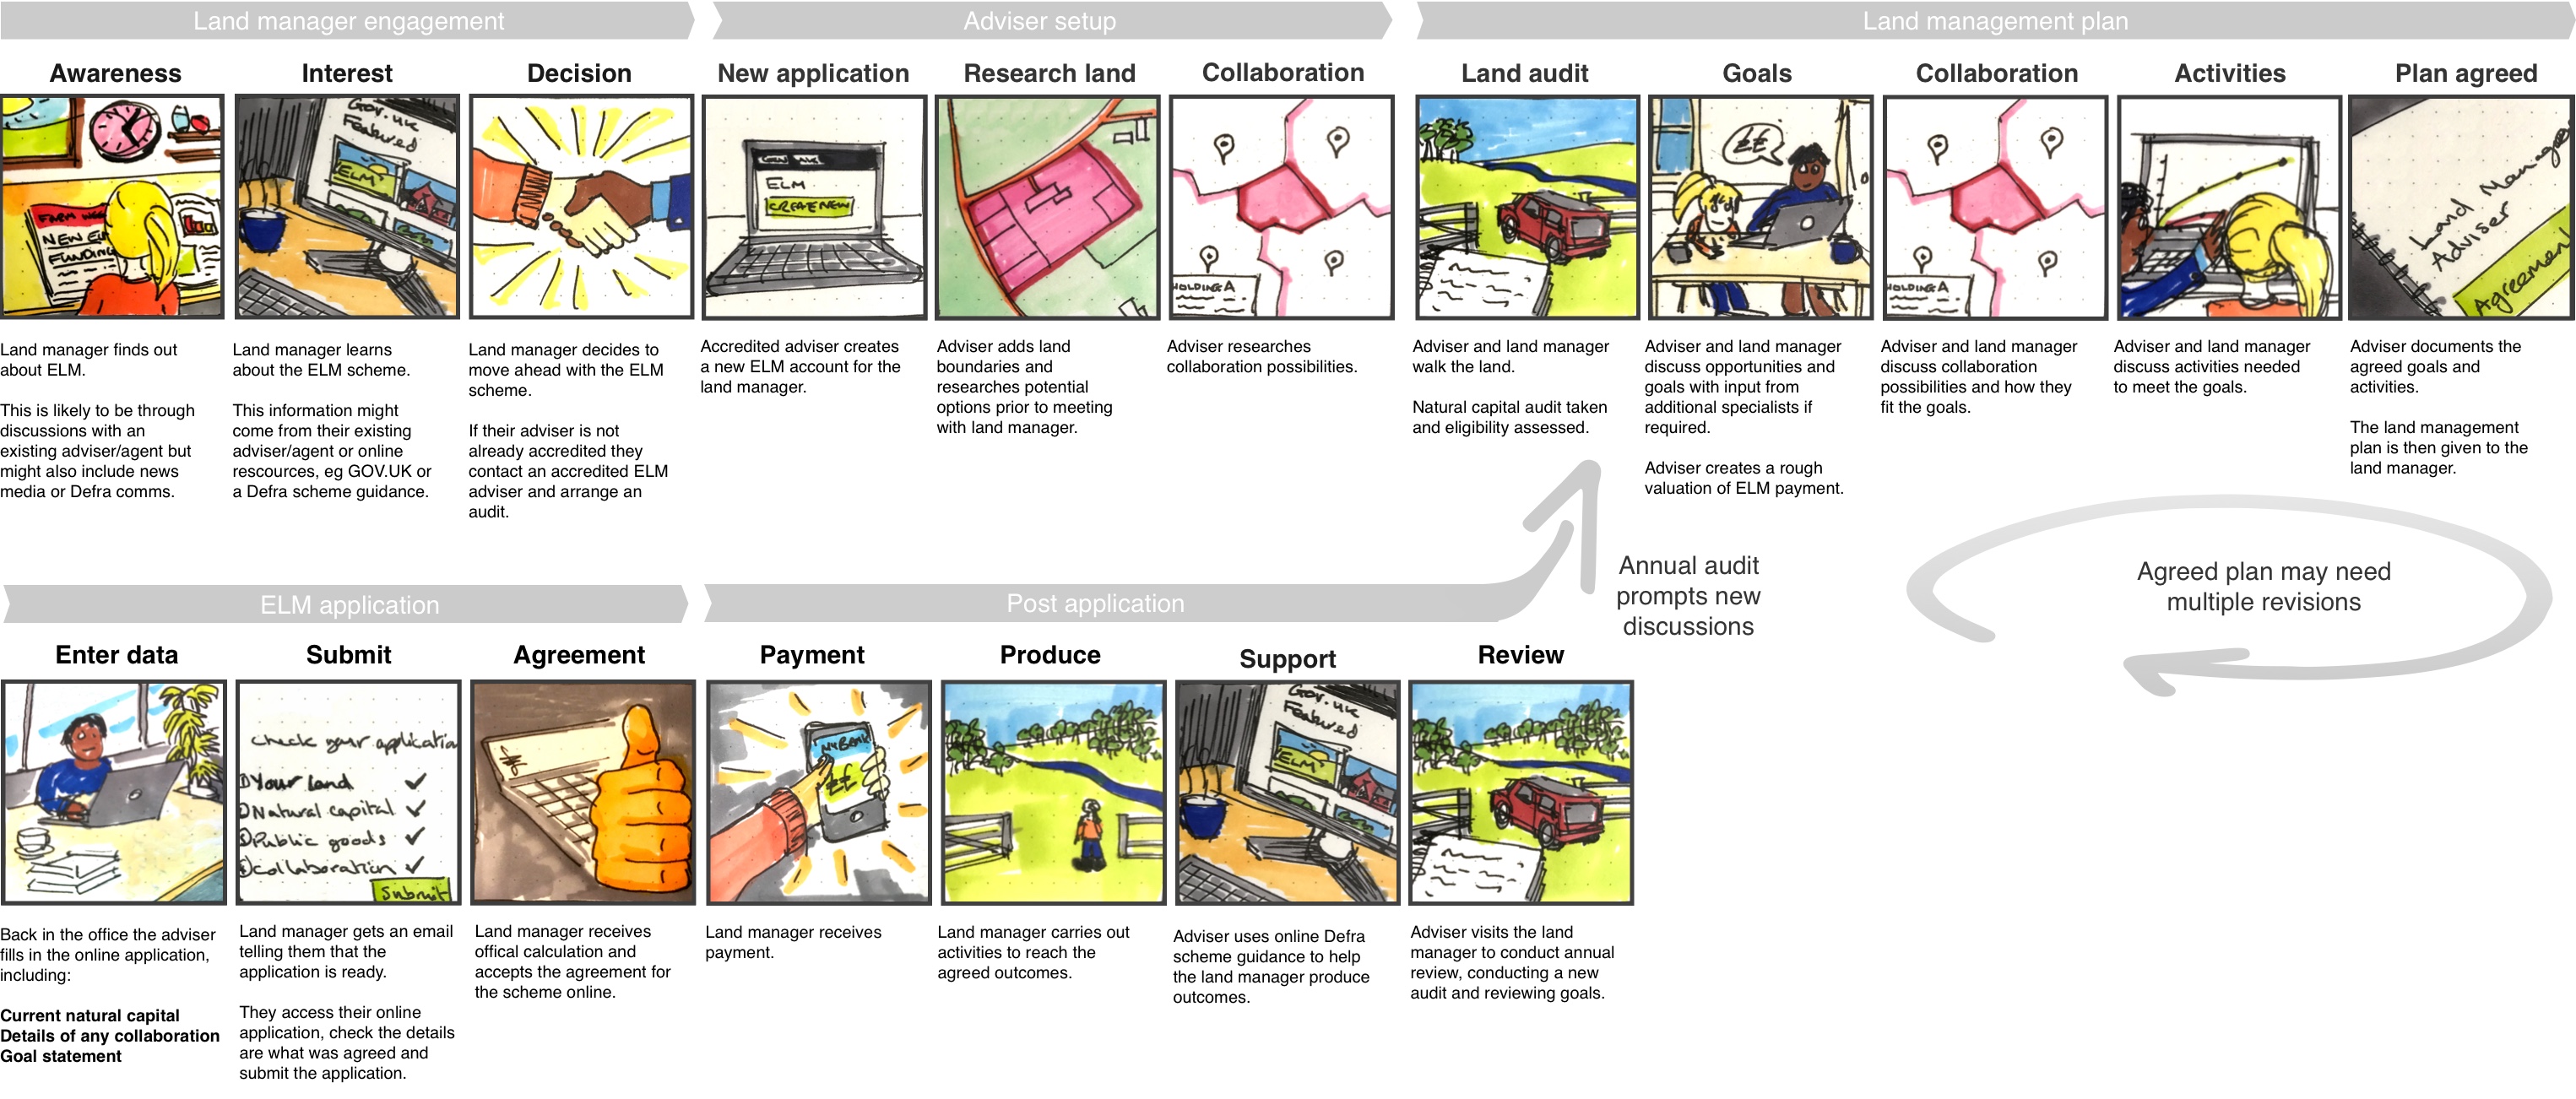 Land manager engagement
Adviser setup
Land management plan
Awareness
Interest
Decision
New application
Research land
Collaboration
Land audit
Goals
Collaboration
Activities
Plan agreed
FARM
NEW
FUNDING
Gov.uk
Featured
ELMs
GOV UK
ELM
CREATE NEW
HOLDING A
££
HOLDING A
Land Manager
Adviser
Agreement
Land manager finds out
about ELM.
This is likely to be through
discussions with an
existing adviser/agent but
might also include news
media or Defra comms.
Land manager learns
about the ELM scheme.
This information might
come from their existing
adviser/agent or online
rescources, eg GOV.UK or
a Defra scheme guidance.
Land manager decides to
move ahead with the ELM
scheme.
If their adviser is not
already accredited they
contact an accredited ELM
adviser and arrange an
audit.
Accredited adviser creates
a new ELM account for the
land manager.
Adviser adds land
boundaries and
researches potential
options prior to meeting
with land manager.
Adviser researches
collaboration possibilities.
Adviser and land manager
walk the land.
Natural capital audit taken
and eligibility assessed.
Adviser and land manager
discuss opportunities and
goals with input from
additional specialists if
required.
Adviser creates a rough
valuation of ELM payment.
Adviser and land manager
discuss collaboration
possibilities and how they
fit the goals.
Adviser and land manager
discuss activities needed
to meet the goals.
Adviser documents the
agreed goals and
activities.
The land management
plan is then given to the
land manager.
Annual audit
prompts new
discussions
Agreed plan may need
multiple revisions
ELM application
Post application
Enter data
Submit
Agreement
Payment
Produce
Support
Review
check your application
Your land
Natural capital
Public goods
collaboration
Submit
MyBank
££
Gov.uk
Featured
ELMs
Back in the office the adviser
fills in the online application,
including:
Current natural capital
Details of any collaboration
Goal statement
Land manager gets an email
telling them that the
application is ready.
They access their online
application, check the details
are what was agreed and
submit the application.
Land manager receives
offical calculation and
accepts the agreement for
the scheme online.
Land manager receives
payment.
Land manager carries out
activities to reach the
agreed outcomes.
Adviser uses online Defra
scheme guidance to help
the land manager produce
outcomes.
Adviser visits the land
manager to conduct annual
review, conducting a new
audit and reviewing goals.